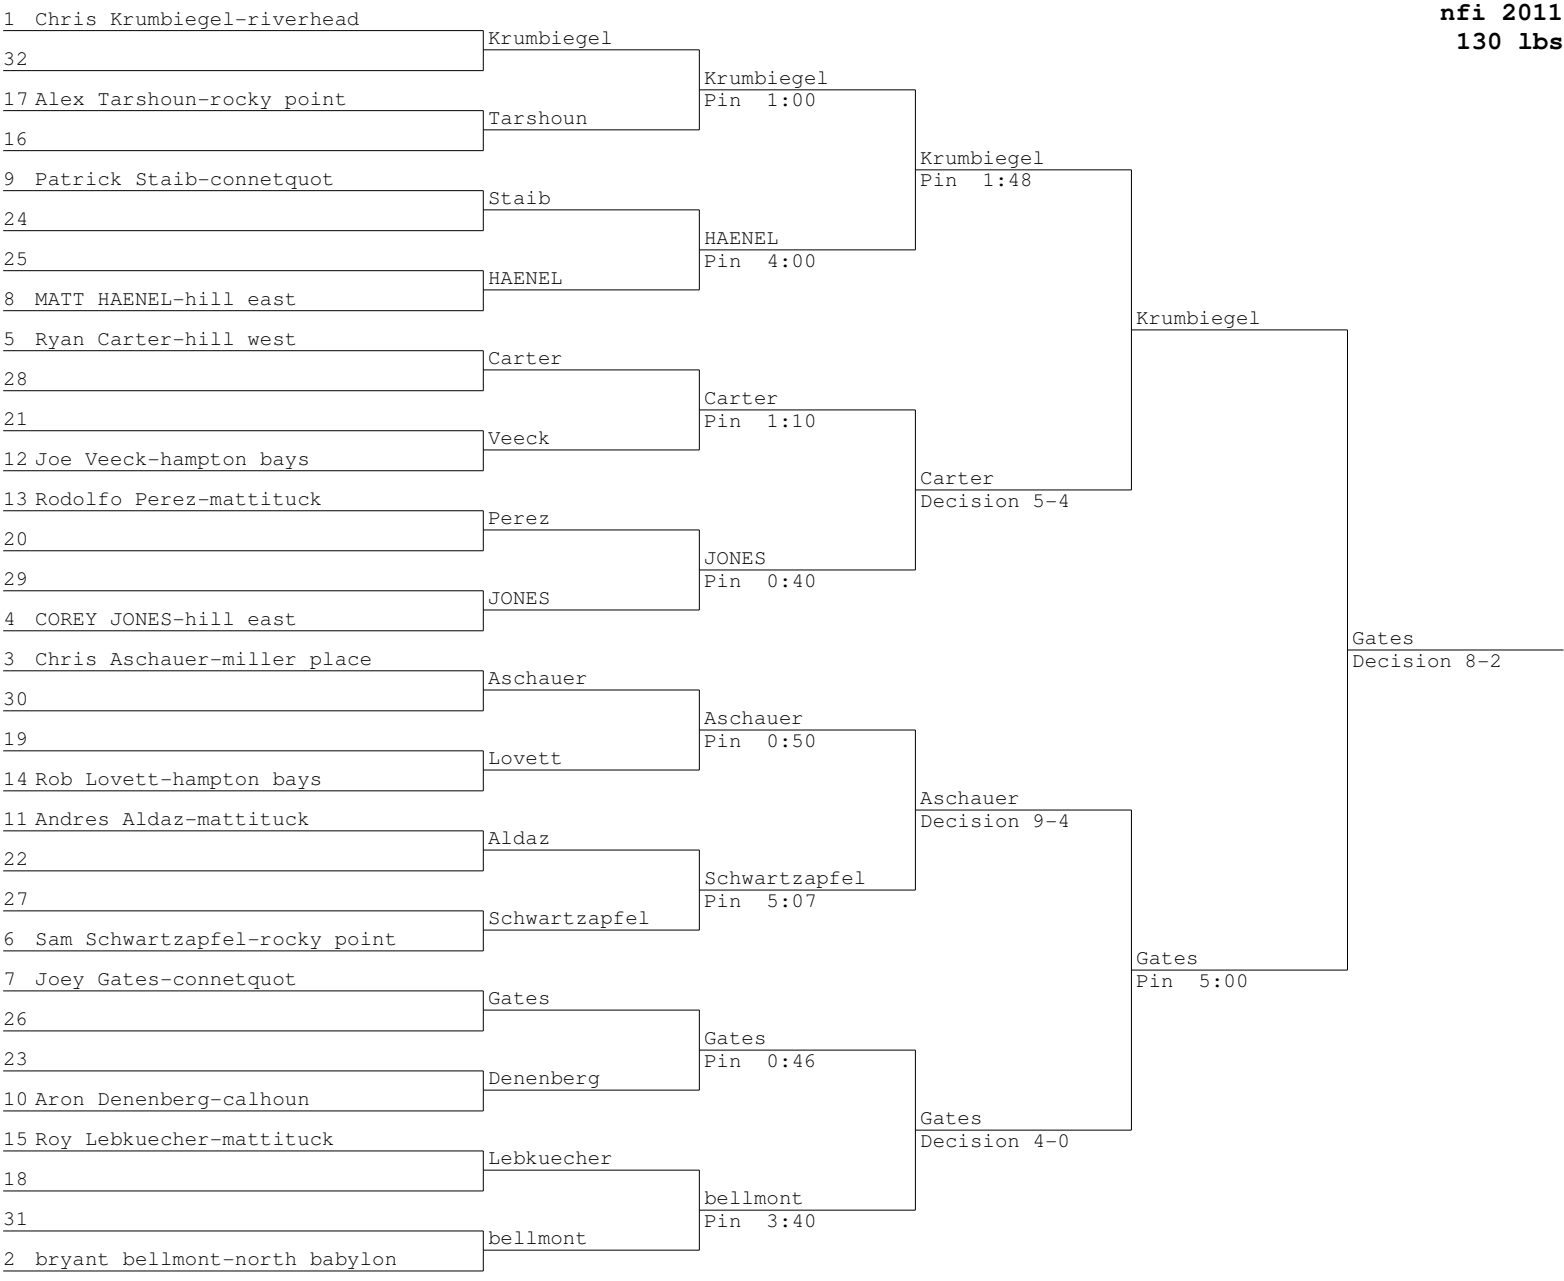 nfi 2011
130 lbs
1 Chris Krumbiegel-riverhead
32
17 Alex Tarshoun-rocky point
16
9 Patrick Staib-connetquot
24
25
8 MATT HAENEL-hill east
5 Ryan Carter-hill west
28
21
12 Joe Veeck-hampton bays
13 Rodolfo Perez-mattituck
20
29
4 COREY JONES-hill east
3 Chris Aschauer-miller place
30
19
14 Rob Lovett-hampton bays
11 Andres Aldaz-mattituck
22
27
6 Sam Schwartzapfel-rocky point
7 Joey Gates-connetquot
26
23
10 Aron Denenberg-calhoun
15 Roy Lebkuecher-mattituck
18
31
2 bryant bellmont-north babylon
Krumbiegel
Tarshoun
Staib
HAENEL
Carter
Veeck
Perez
JONES
Aschauer
Lovett
Aldaz
Schwartzapfel
Gates
Denenberg
Lebkuecher
bellmont
Krumbiegel
Pin 1:00
HAENEL
Pin 4:00
Carter
Pin 1:10
JONES
Pin 0:40
Aschauer
Pin 0:50
Schwartzapfel
Pin 5:07
Gates
Pin 0:46
bellmont
Pin 3:40
Krumbiegel
Pin 1:48
Carter
Decision 5-4
Aschauer
Decision 9-4
Gates
Decision 4-0
Krumbiegel
Gates
Pin 5:00
Gates
Decision 8-2